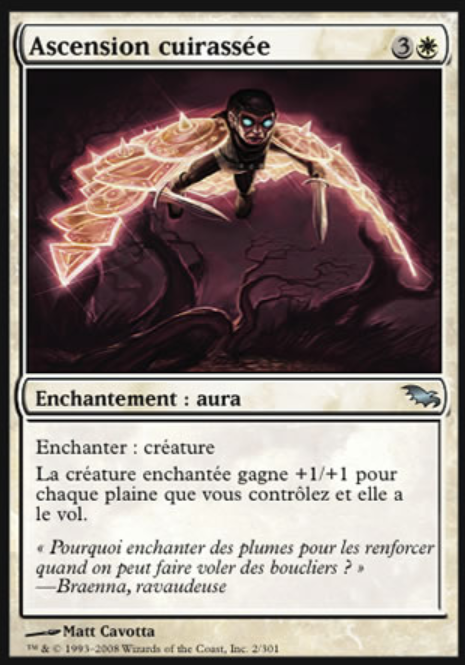 Ascension cuirassée 3
Enchantement : aura
Enchanter : créature
La créature enchantée gagne +1/+1 pour
chaque plaine que vous contrôlez et elle a
le vol.
« Pourquoi enchanter des plumes pour les renforcer
quand on peut faire voler des boucliers ? »
—Braenna, ravaudeuse
Matt Cavotta
™ & © 1993–2008 Wizards of the Coast, Inc. 2/301